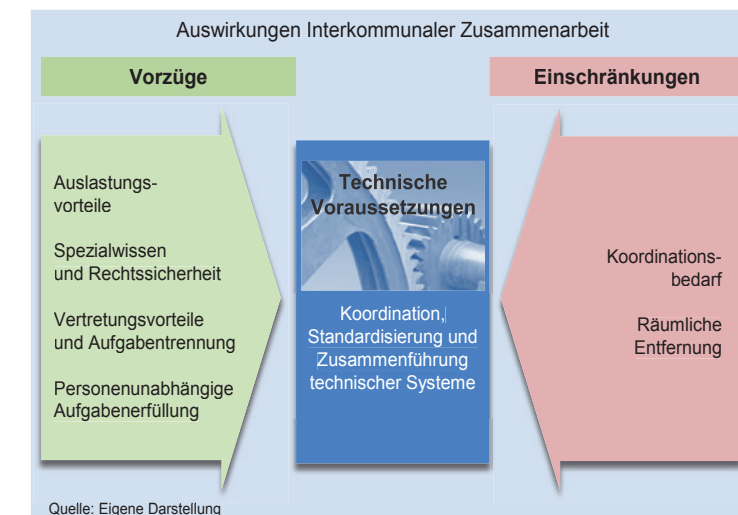 Auswirkungen Interkommunaler Zusammenarbeit
Vorzüge
Auslastungs-
vorteile
Spezialwissen
und Rechtssicherheit
Vertretungsvorteile
und Aufgabentrennung
Personenunabhängige
Aufgabenerfüllung
Technische
Voraussetzungen
Koordination,
Standardisierung und
Zusammenführung
technischer Systeme
Einschränkungen
Koordinations-
bedarf
Räumliche
Entfernung
Quelle: Eigene Darstellung